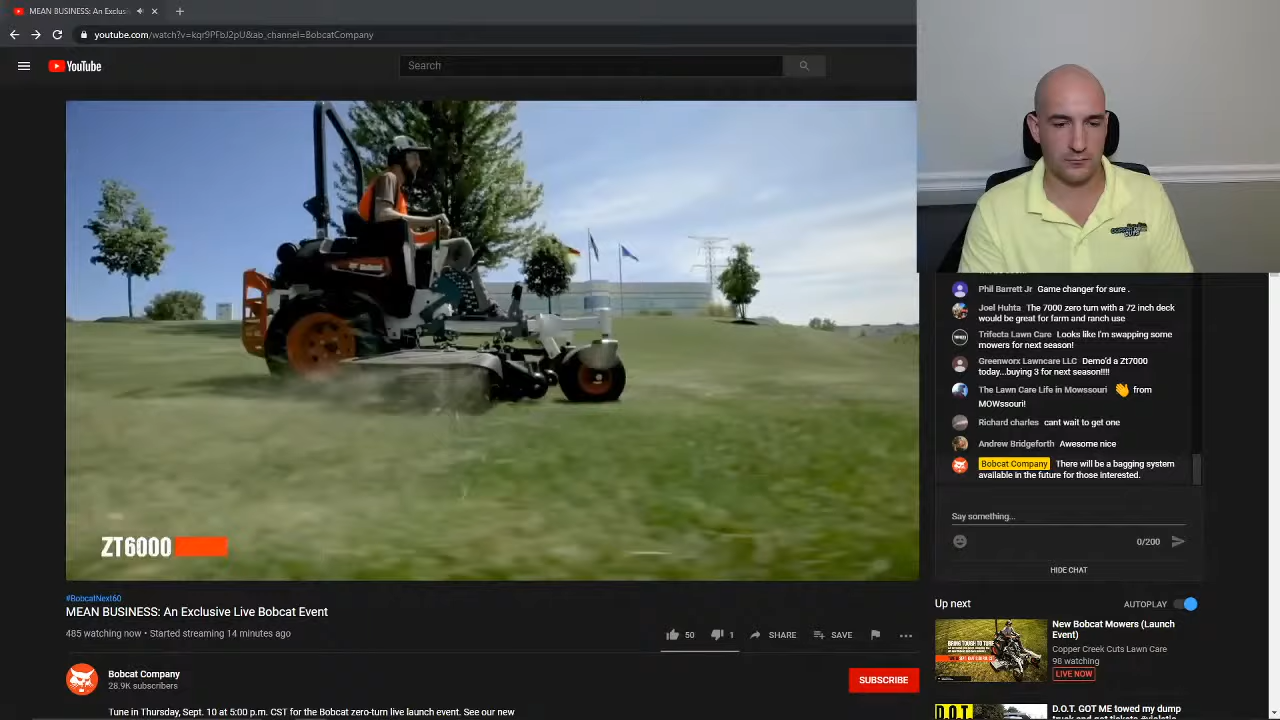 MEAN BUSINESS: An Exclusi
youtube.com/watch?v=kqr9PFbJ2pU&ab_channel=BobcatCompany
YouTube
Search
Bobcat
ZT6000
Phil Barrett Jr Game changer for sure .
Joel Huhta The 7000 zero turn with a 72 inch deck
would be great for farm and ranch use
Trifecta Lawn Care Looks like I'm swapping some
mowers for next season!
Greenworx Lawncare LLC Demo'd a Zt7000
today...buying 3 for next season!!!!
The Lawn Care Life in Mowssouri 👏 from
MOWssouri!
Richard charles cant wait to get one
Andrew Bridgeforth Awesome nice
Bobcat Company There will be a bagging system
available in the future for those interested.
Say something...
0/200
HIDE CHAT
#BobcatNext60
MEAN BUSINESS: An Exclusive Live Bobcat Event
485 watching now • Started streaming 14 minutes ago
50
1
SHARE
SAVE
Bobcat Company
28.9K subscribers
SUBSCRIBE
Tune in Thursday, Sept. 10 at 5:00 p.m. CST for the Bobcat zero-turn live launch event. See our new
Up next
AUTOPLAY
New Bobcat Mowers (Launch
Event)
Copper Creek Cuts Lawn Care
98 watching
LIVE NOW
D.O.T.
D.O.T. GOT ME towed my dump